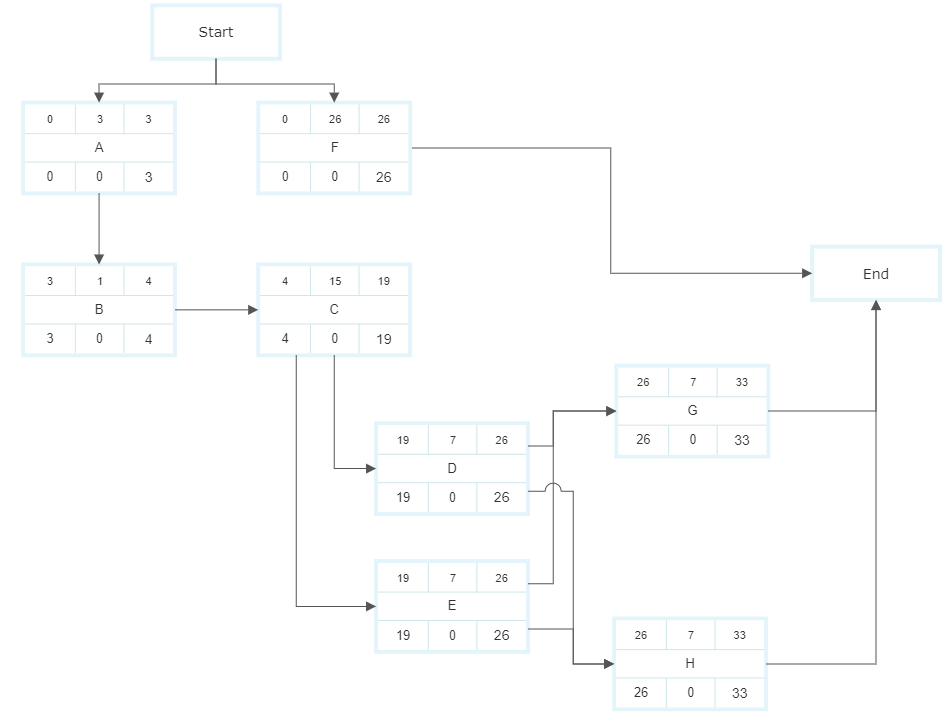 Start
0 3 3
A
0 0 3
0 26 26
F
0 0 26
3 1 4
B
3 0 4
4 15 19
C
4 0 19
End
26 7 33
G
26 0 33
19 7 26
D
19 0 26
19 7 26
E
19 0 26
26 7 33
H
26 0 33